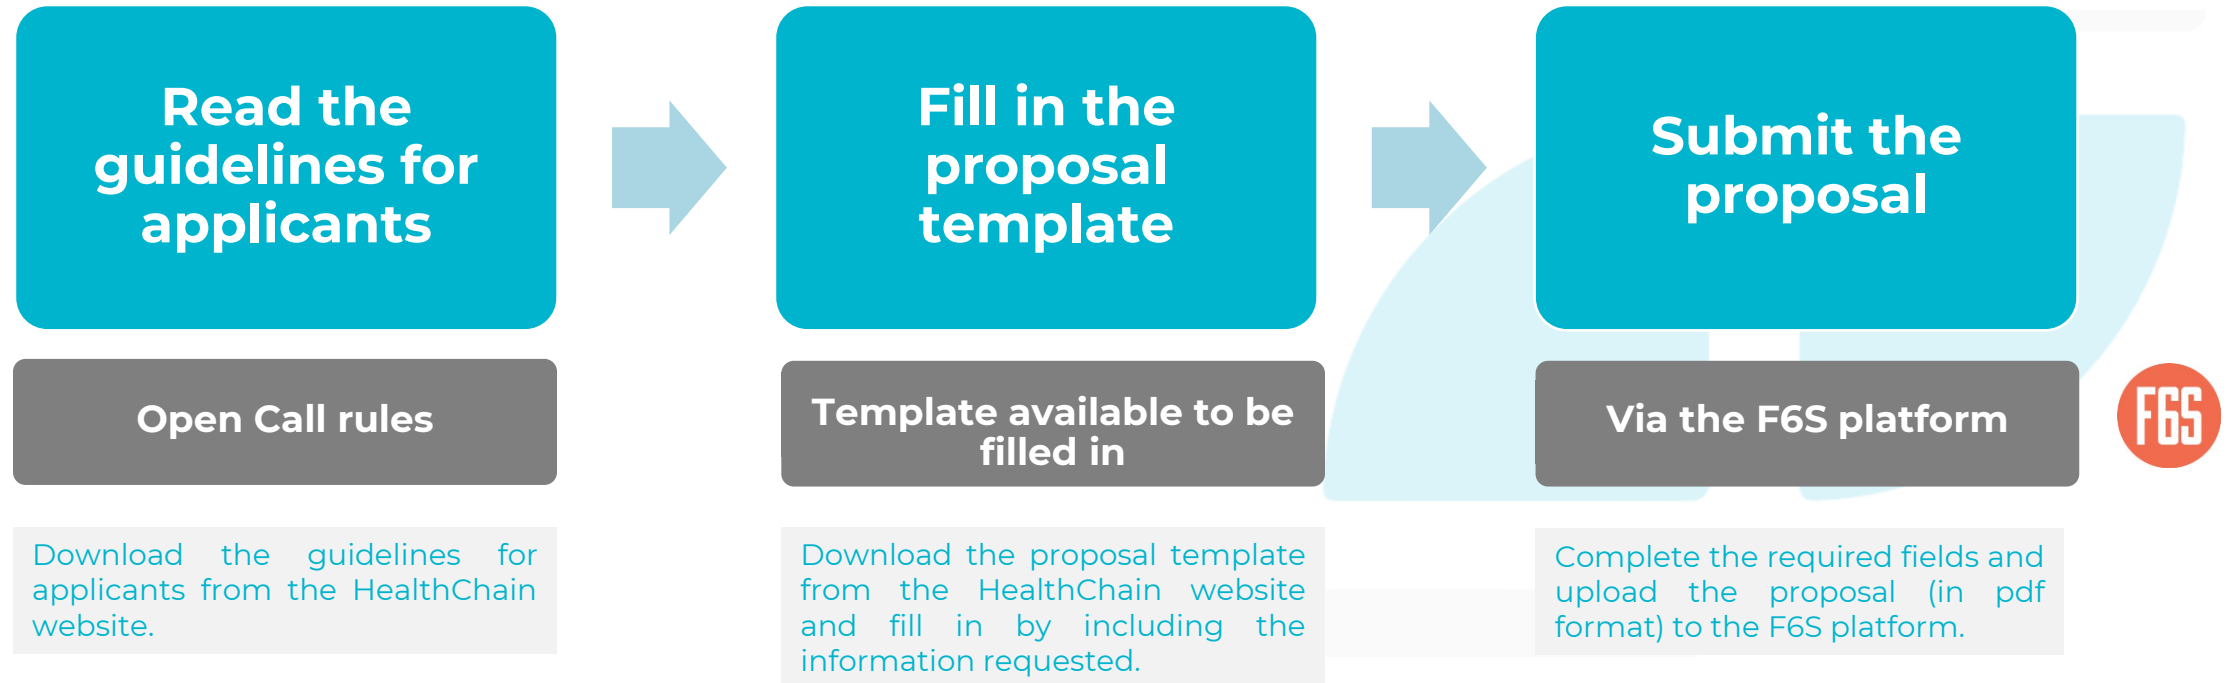 Read the
guidelines for
applicants
Fill in the
proposal
template
Submit the
proposal
Open Call rules
Template available to be
filled in
Via the F6S platform
F6S
Download the guidelines for
applicants from the HealthChain
website.
Download the proposal template
from the HealthChain website
and fill in by including the
information requested.
Complete the required fields and
upload the proposal (in pdf
format) to the F6S platform.